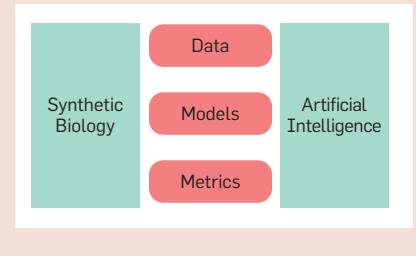 Synthetic
Biology
Data
Models
Metrics
Artificial
Intelligence